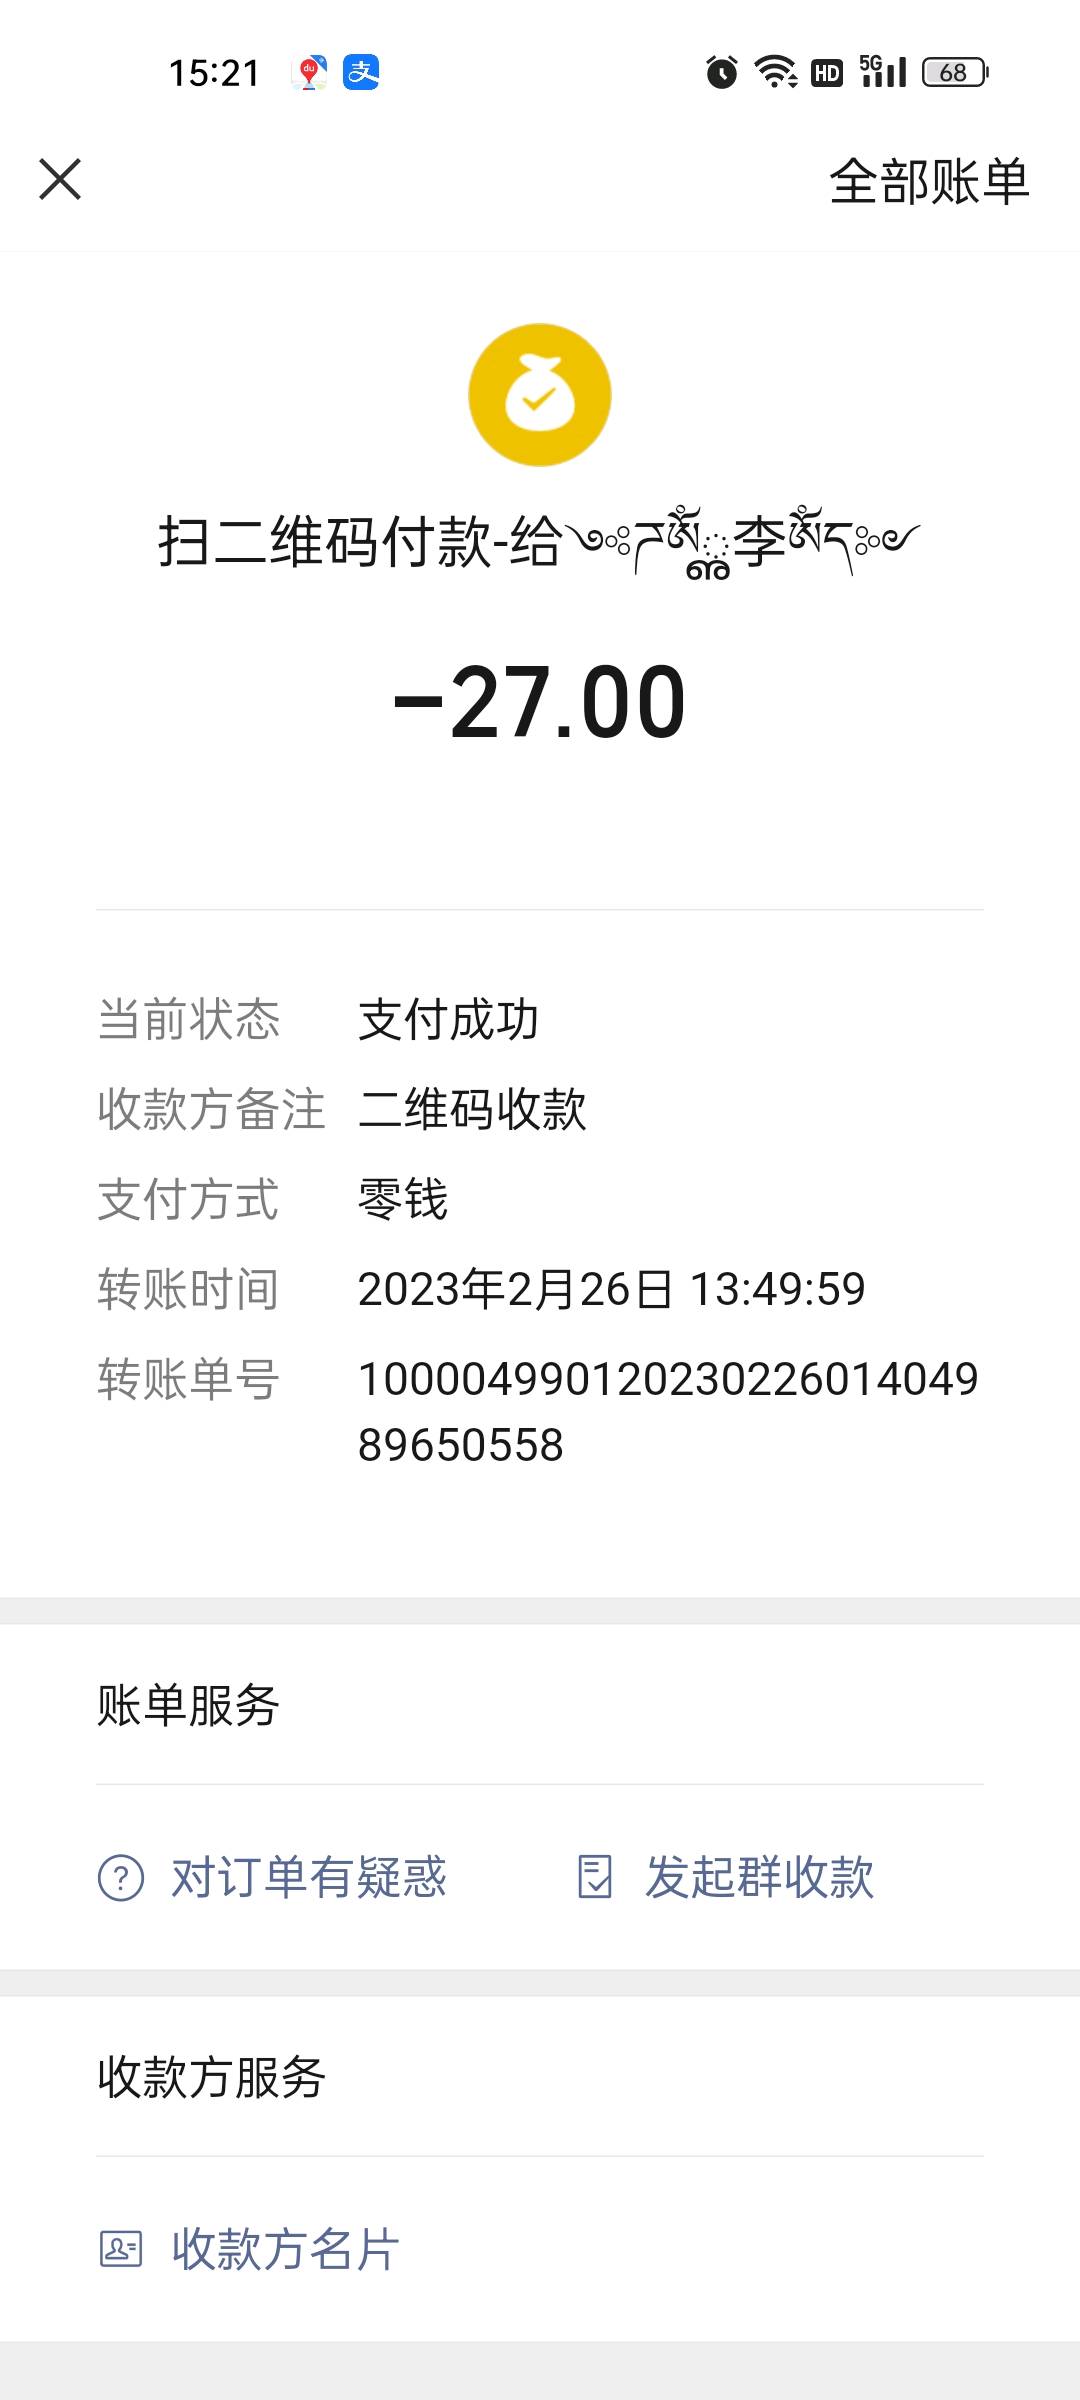 15:21
HD 5G 68
全部账单
扫二维码付款-给李
-27.00
当前状态 支付成功
收款方备注 二维码收款
支付方式 零钱
转账时间 2023年2月26日 13:49:59
转账单号 10000499012023022601404989650558
账单服务
对订单有疑惑 发起群收款
收款方服务
收款方名片